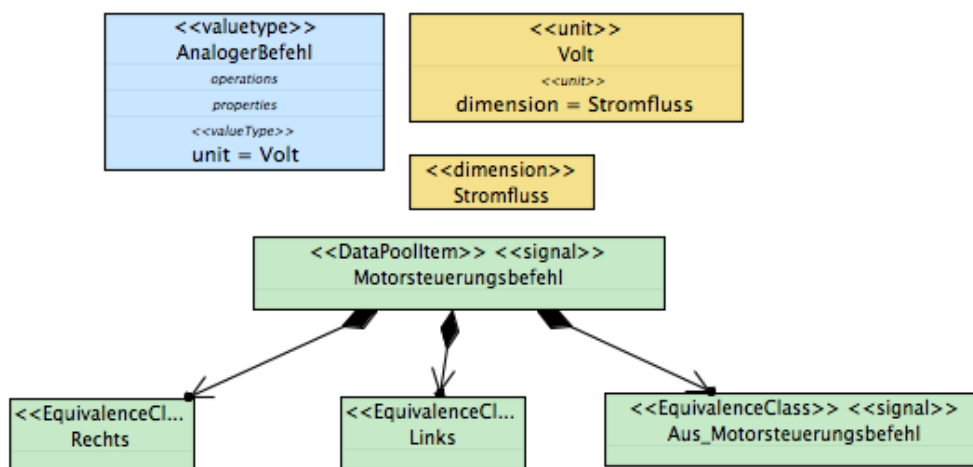 <<valuetype>>
AnalogerBefehl
operations
properties
<<valueType>>
unit = Volt
<<unit>>
Volt
<<unit>>
dimension = Stromfluss
<<dimension>>
Stromfluss
<<DataPoolItem>> <<signal>>
Motorsteuerungsbefehl
<<EquivalenceCl...
Rechts
<<EquivalenceCl...
Links
<<EquivalenceClass>> <<signal>>
Aus_Motorsteuerungsbefehl